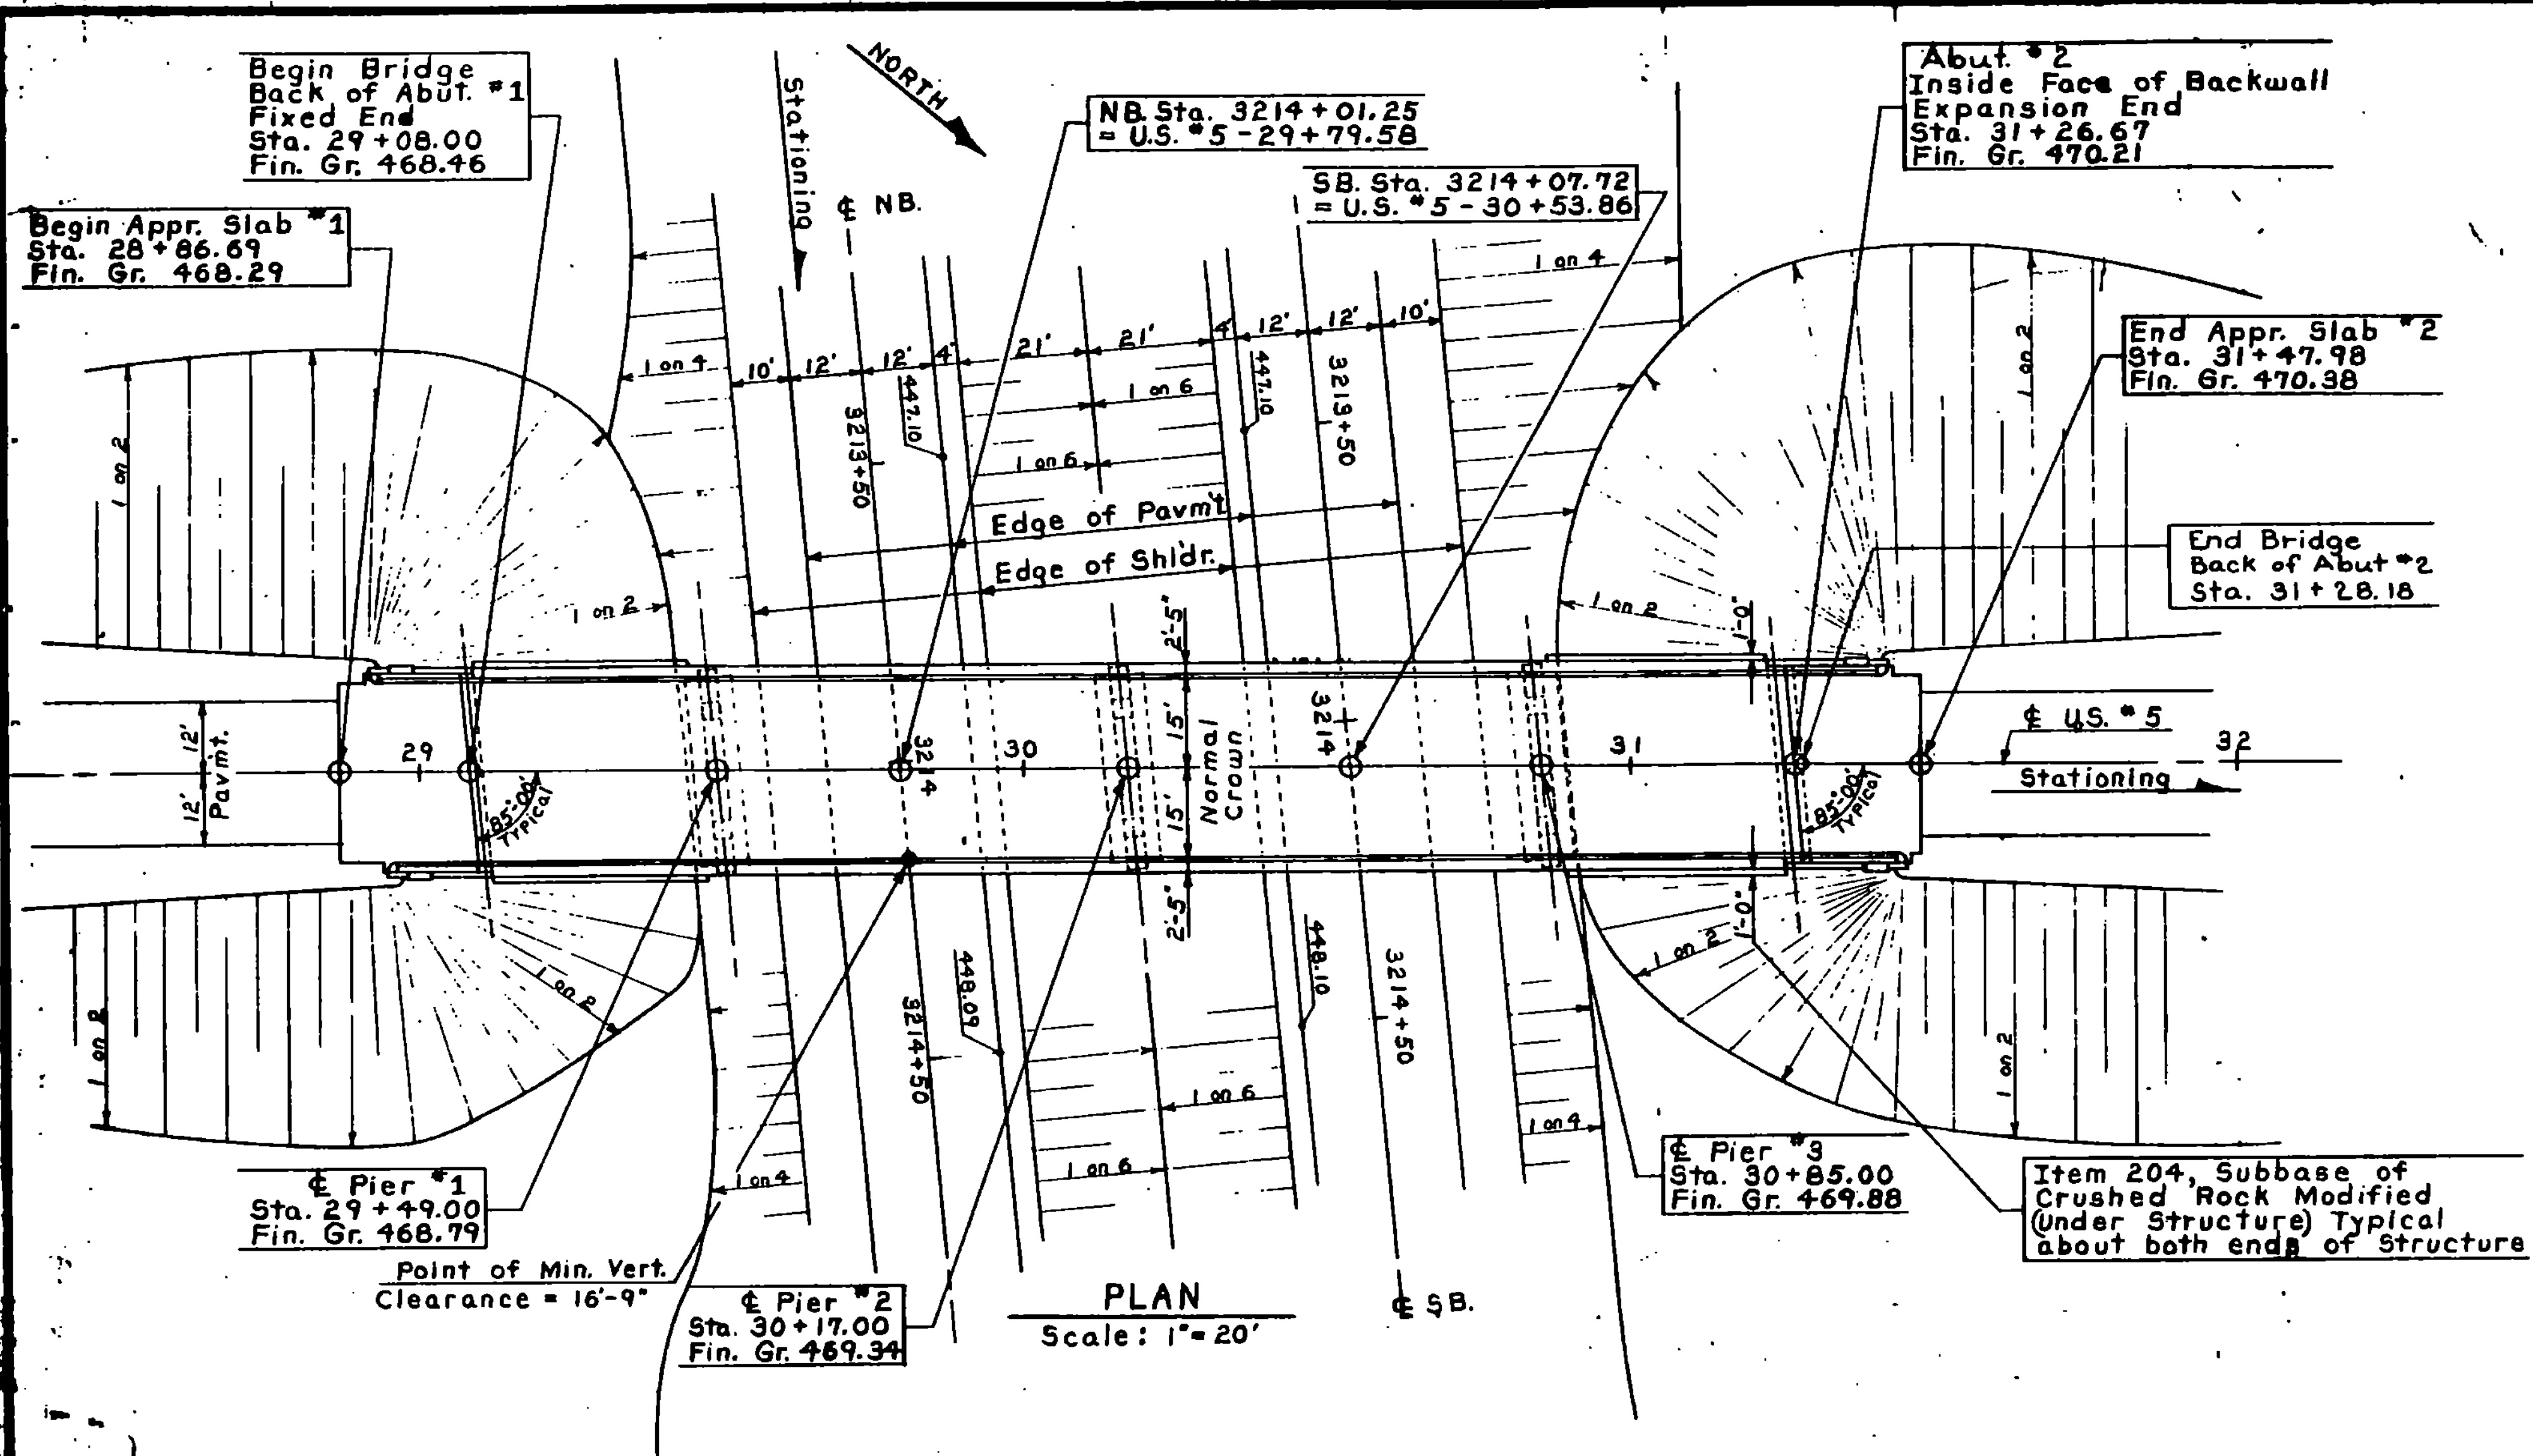 Begin Bridge
Back of Abut. #1
Fixed End
Sta. 29+08.00
Fin. Gr. 468.46
Begin Appr. Slab #1
Sta. 28+86.69
Fin. Gr. 468.29
Stationing
NORTH
℄ NB.
NB. Sta. 3214+01.25
= U.S. #5-29+79.58
SB. Sta. 3214+07.72
= U.S. #5-30+53.86
Abut. #2
Inside Face of Backwall
Expansion End
Sta. 31+26.67
Fin. Gr. 470.21
End Appr. Slab #2
Sta. 31+47.98
Fin. Gr. 470.38
End Bridge
Back of Abut #2
Sta. 31+28.18
1 on 4
10'
12'
12'
4'
21'
21'
4'
12'
12'
10'
1 on 4
1 on 2
3213+50
447.10
1 on 6
1 on 6
447.10
3213+50
1 on 2
Edge of Pavmt.
Edge of Shldr.
1 on 2
1 on 2
2'-5"
1'-0"
12'
12'
Pavmt.
29
85°-00'
Typical
3214
30
15'
15'
Normal
Crown
3214
31
85°-00'
Typical
℄ U.S. #5
32
Stationing
2'-5"
1'-0"
1 on 2
1 on 2
1 on 4
3214+50
448.09
1 on 6
1 on 6
448.10
3214+50
1 on 4
1 on 2
1 on 2
℄ Pier #1
Sta. 29+49.00
Fin. Gr. 468.79
Point of Min. Vert.
Clearance = 16'-9"
℄ Pier #2
Sta. 30+17.00
Fin. Gr. 469.34
PLAN
Scale: 1"=20'
℄ SB.
℄ Pier #3
Sta. 30+85.00
Fin. Gr. 469.88
Item 204, Subbase of
Crushed Rock Modified
(Under Structure) Typical
about both ends of Structure